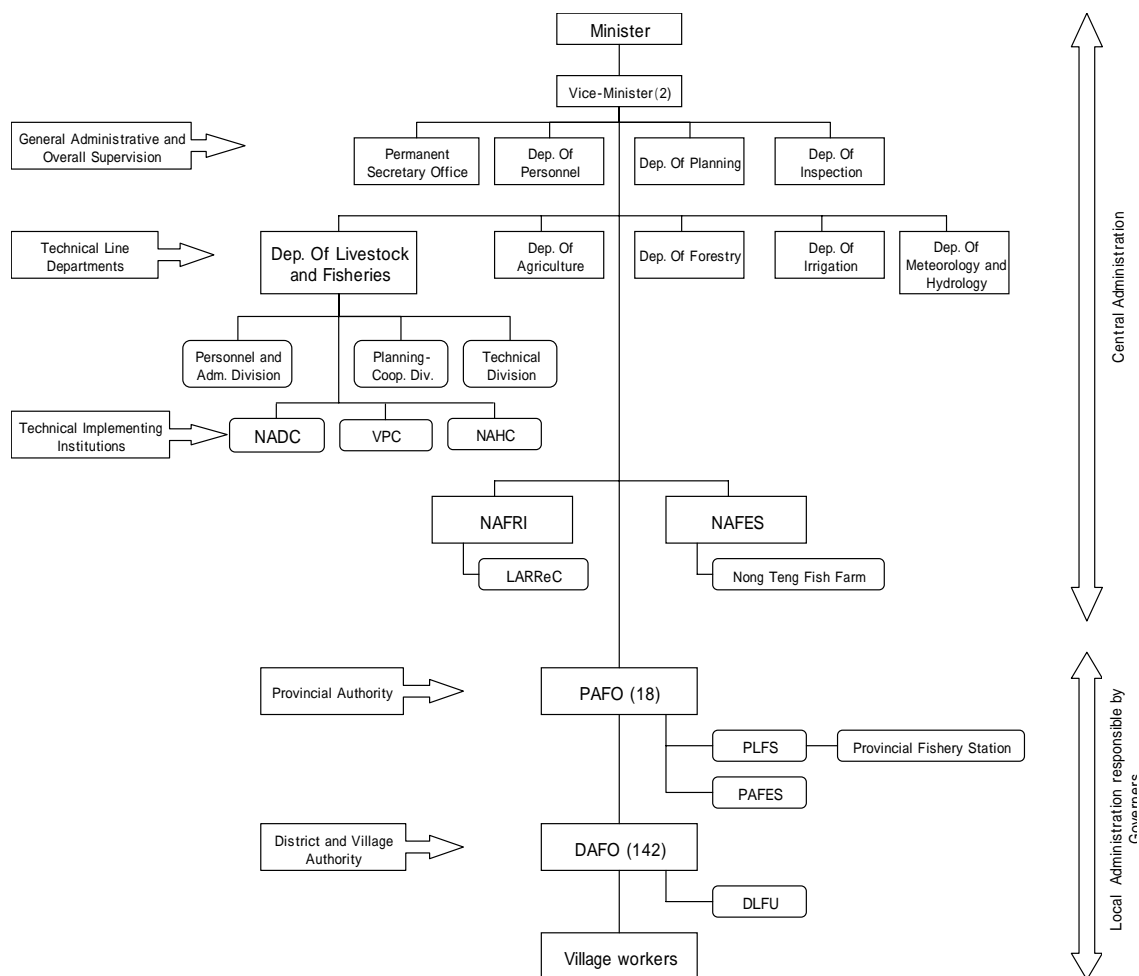 Minister
Vice-Minister(2)
General Administrative and
Overall Supervision
Permanent
Secretary Office
Dep. Of
Personnel
Dep. Of Planning
Dep. Of
Inspection
Technical Line
Departments
Dep. Of Livestock
and Fisheries
Dep. Of
Agriculture
Dep. Of Forestry
Dep. Of
Irrigation
Dep. Of
Meteorology and
Hydrology
Central Administration
Personnel and
Adm. Division
Planning-
Coop. Div.
Technical
Division
Technical Implementing
Institutions
NADC
VPC
NAHC
NAFRI
NAFES
LARReC
Nong Teng Fish Farm
Provincial Authority
PAFO (18)
PLFS
Provincial Fishery Station
PAFES
District and Village
Authority
DAFO (142)
DLFU
Village workers
Local Administration responsible by
Governers